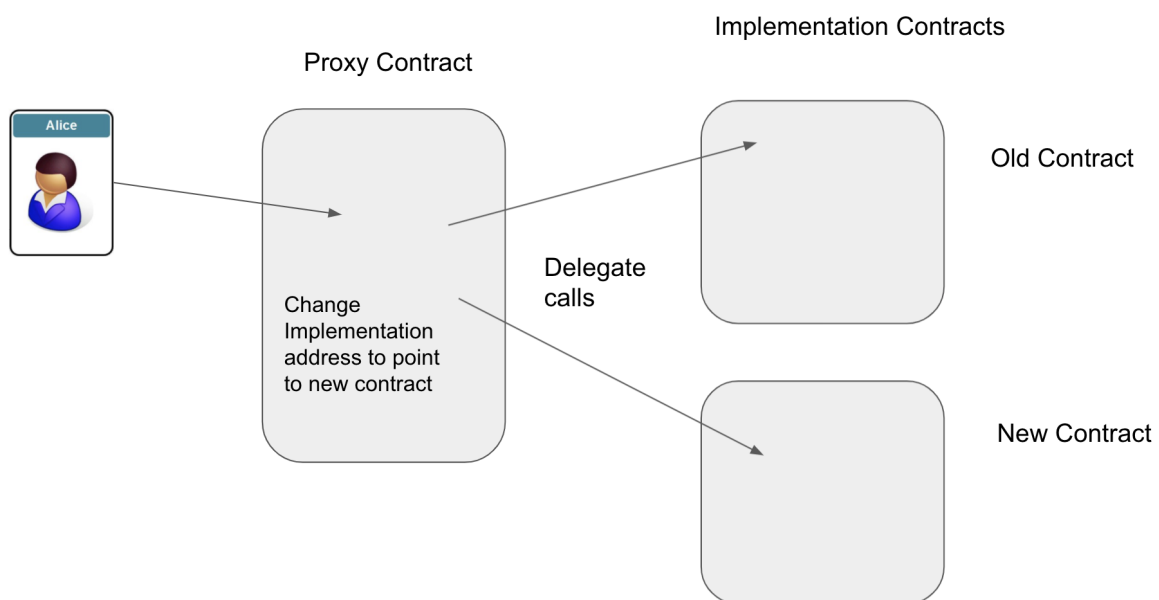 Implementation Contracts
Proxy Contract
Alice
Old Contract
Delegate
calls
Change
Implementation
address to point
to new contract
New Contract